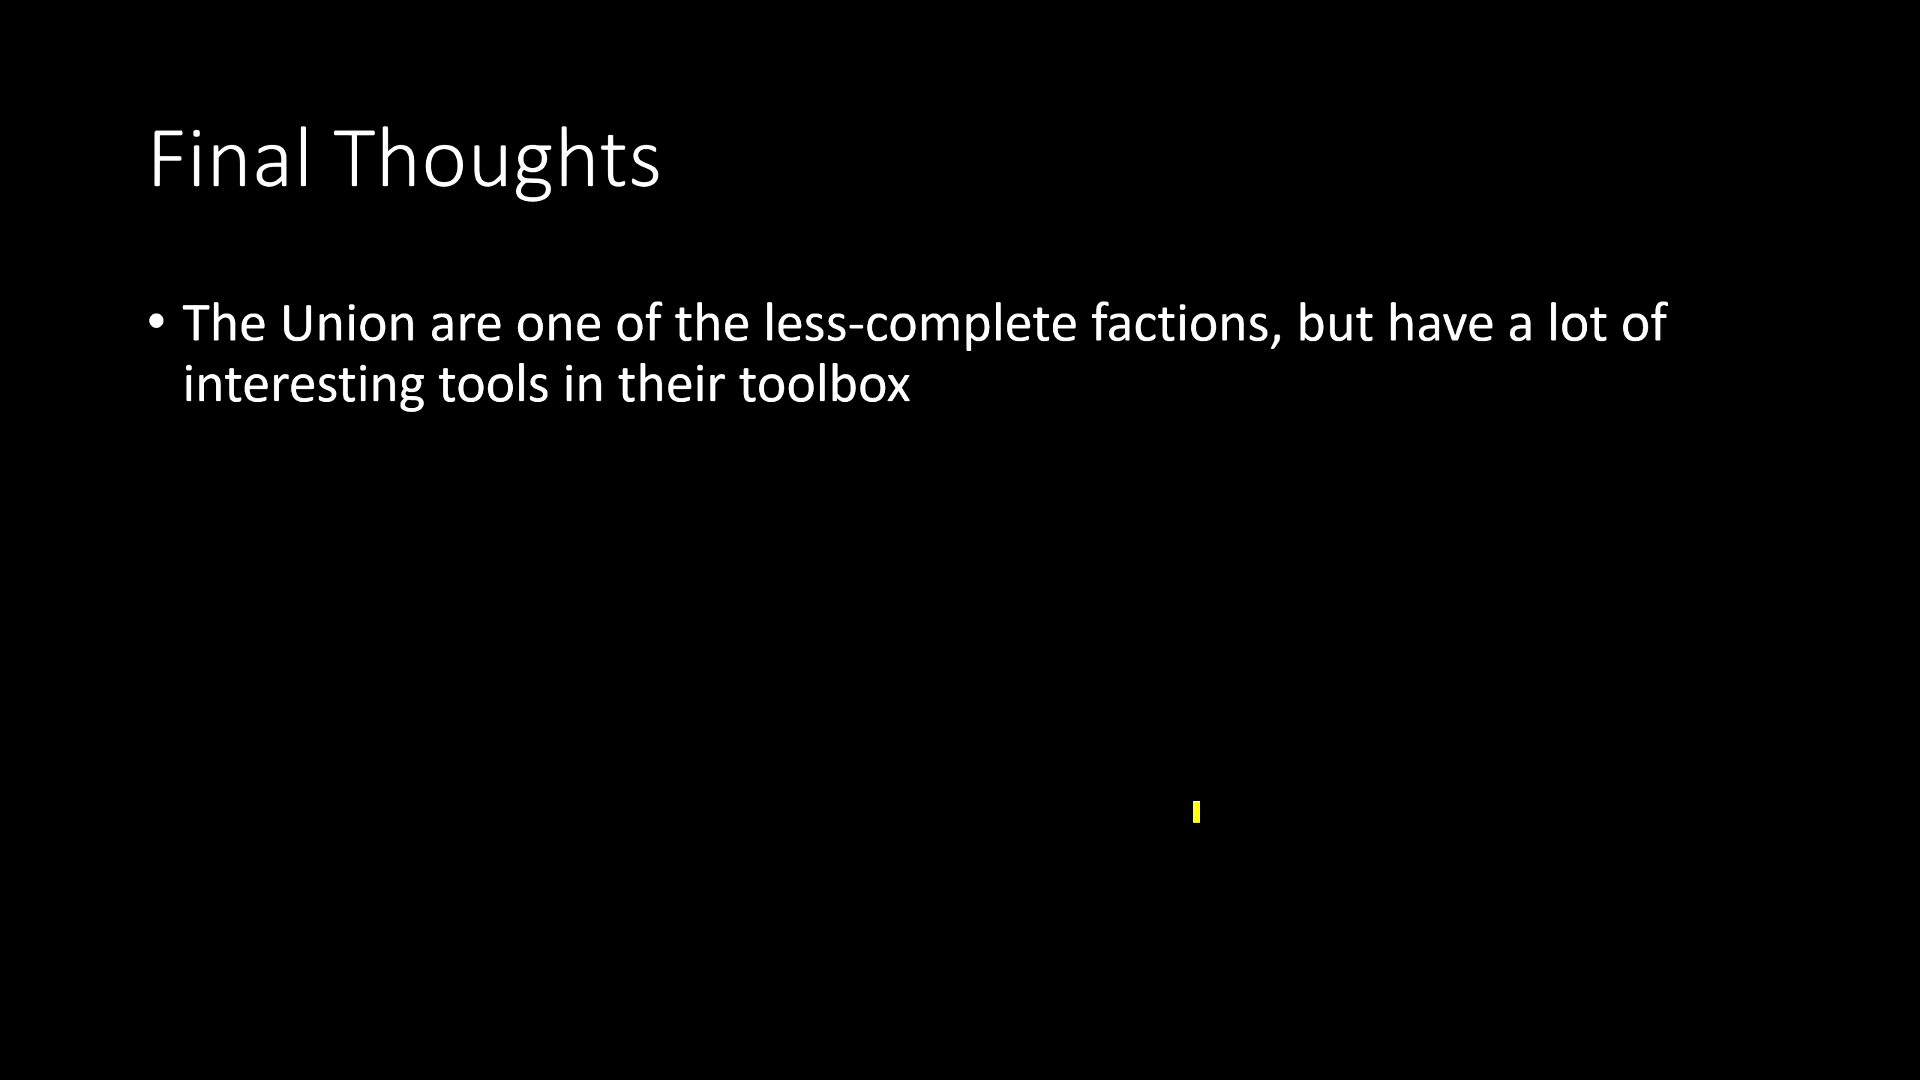 Final Thoughts
• The Union are one of the less-complete factions, but have a lot of
interesting tools in their toolbox